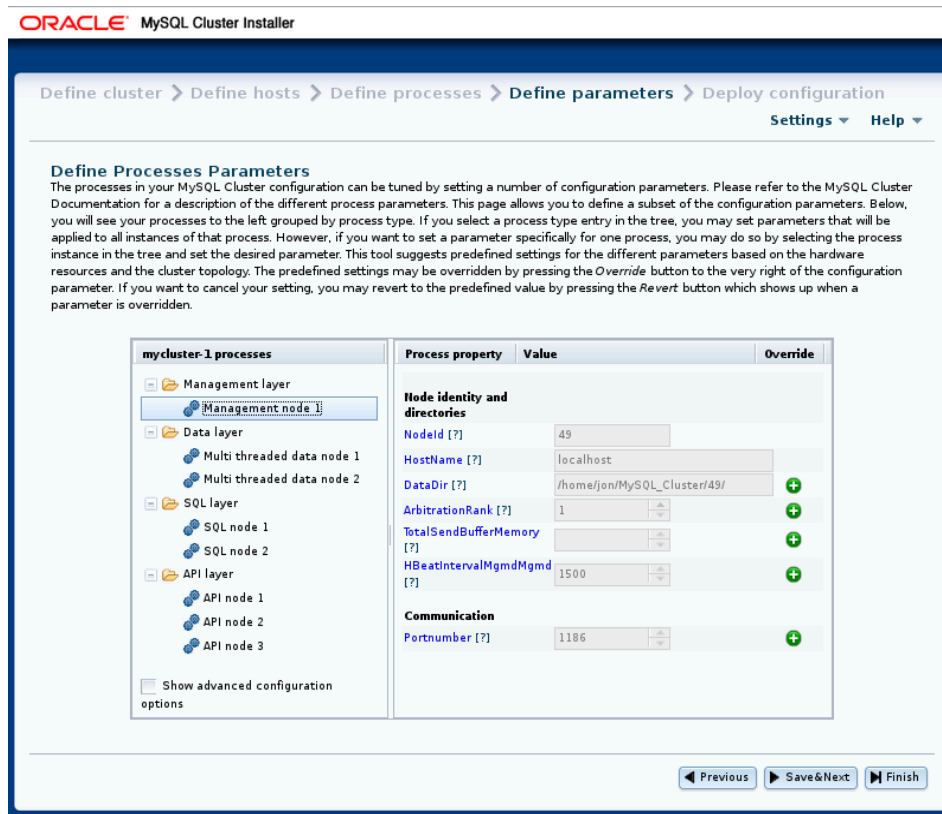 ORACLE® MySQL Cluster Installer
Define cluster > Define hosts > Define processes > Define parameters > Deploy configuration
Settings Help
Define Processes Parameters
The processes in your MySQL Cluster configuration can be tuned by setting a number of configuration parameters. Please refer to the MySQL Cluster
Documentation for a description of the different process parameters. This page allows you to define a subset of the configuration parameters. Below,
you will see your processes to the left grouped by process type. If you select a process type entry in the tree, you may set parameters that will be
applied to all instances of that process. However, if you want to set a parameter specifically for one process, you may do so by selecting the process
instance in the tree and set the desired parameter. This tool suggests predefined settings for the different parameters based on the hardware
resources and the cluster topology. The predefined settings may be overridden by pressing the Override button to the very right of the configuration
parameter. If you want to cancel your setting, you may revert to the predefined value by pressing the Revert button which shows up when a
parameter is overridden.
mycluster-1 processes
Management layer
Management node 1
Data layer
Multi threaded data node 1
Multi threaded data node 2
SQL layer
SQL node 1
SQL node 2
API layer
API node 1
API node 2
API node 3
Show advanced configuration
options
Process property Value Override
Node identity and
directories
NodeId [?] 49
HostName [?] localhost
DataDir [?] /home/jon/MySQL_Cluster/49/
ArbitrationRank [?] 1
TotalSendBufferMemory
[?]
HBeatIntervalMgmdMgmd
[?] 1500
Communication
Portnumber [?] 1186
Previous Save&Next Finish